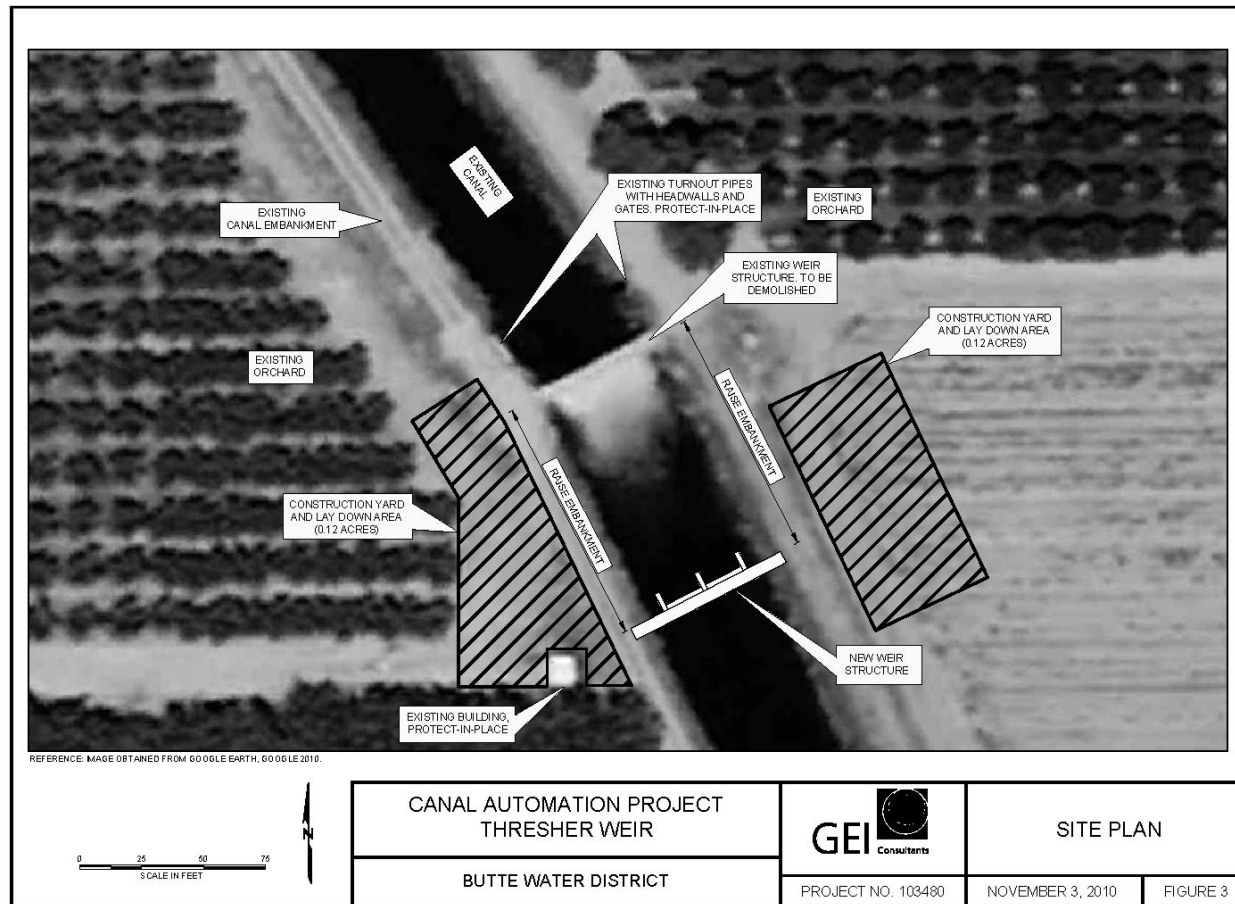 EXISTING
CANAL
EXISTING TURNOUT PIPES
WITH HEADWALLS AND
GATES. PROTECT-IN-PLACE
EXISTING
ORCHARD
EXISTING
CANAL EMBANKMENT
EXISTING WEIR
STRUCTURE, TO BE
DEMOLISHED
CONSTRUCTION YARD
AND LAY DOWN AREA
(0.12 ACRES)
EXISTING
ORCHARD
RAISE EMBANKMENT
RAISE EMBANKMENT
CONSTRUCTION YARD
AND LAY DOWN AREA
(0.12 ACRES)
NEW WEIR
STRUCTURE
EXISTING BUILDING,
PROTECT-IN-PLACE
REFERENCE: IMAGE OBTAINED FROM GOOGLE EARTH, GOOGLE 2010.
0 25 50 75
SCALE IN FEET
N
CANAL AUTOMATION PROJECT
THRESHER WEIR
BUTTE WATER DISTRICT
GEI Consultants
PROJECT NO. 103480
SITE PLAN
NOVEMBER 3, 2010
FIGURE 3